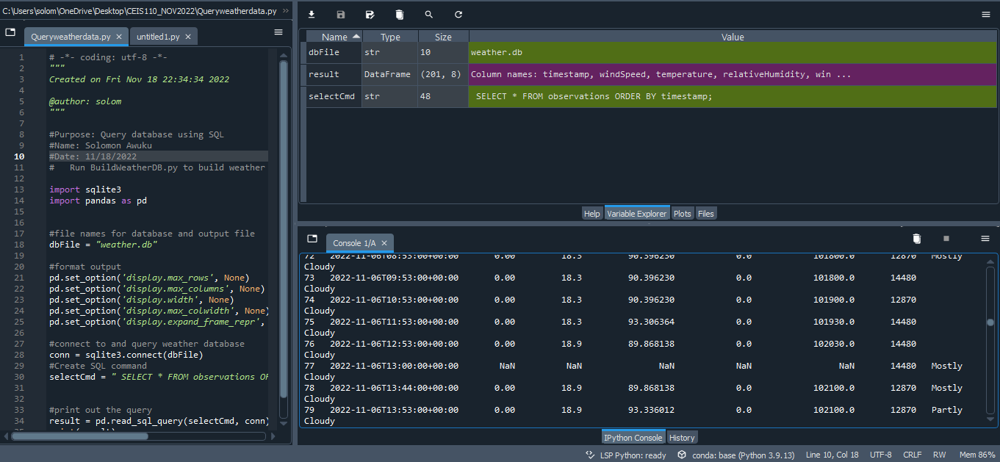 C:\Users\solom\OneDrive\Desktop\CEIS110_NOV2022\Queryweatherdata.py
Queryweatherdata.py
untitled1.py
1 # -*- coding: utf-8 -*-
2 """
3 Created on Fri Nov 18 22:34:34 2022
4
5 @author: solom
6 """
7
8 #Purpose: Query database using SQL
9 #Name: Solomon Awuku
10 #Date: 11/18/2022
11 #   Run BuildWeatherDB.py to build weather
12
13 import sqlite3
14 import pandas as pd
15
16
17 #file names for database and output file
18 dbFile = "weather.db"
19
20 #format output
21 pd.set_option('display.max_rows', None)
22 pd.set_option('display.max_columns', None)
23 pd.set_option('display.width', None)
24 pd.set_option('display.max_colwidth', None)
25 pd.set_option('display.expand_frame_repr',
26
27 #connect to and query weather database
28 conn = sqlite3.connect(dbFile)
29 #Create SQL command
30 selectCmd = " SELECT * FROM observations OR
31
32
33 #print out the query
34 result = pd.read_sql_query(selectCmd, conn)
Name Type Size Value
dbFile str 10 weather.db
result DataFrame (201, 8) Column names: timestamp, windSpeed, temperature, relativeHumidity, win ...
selectCmd str 48 SELECT * FROM observations ORDER BY timestamp;
Help Variable Explorer Plots Files
Console 1/A
72 2022-11-06T08:53:00+00:00 0.00 18.3 90.396230 0.0 101800.0 12870 Mostly
Cloudy
73 2022-11-06T09:53:00+00:00 0.00 18.3 90.396230 0.0 101800.0 14480
Cloudy
74 2022-11-06T10:53:00+00:00 0.00 18.3 90.396230 0.0 101900.0 12870
Cloudy
75 2022-11-06T11:53:00+00:00 0.00 18.3 93.306364 0.0 101930.0 14480
Cloudy
76 2022-11-06T12:53:00+00:00 0.00 18.9 89.868138 0.0 102030.0 14480
Cloudy
77 2022-11-06T13:00:00+00:00 NaN NaN NaN NaN NaN 14480 Mostly
Cloudy
78 2022-11-06T13:44:00+00:00 0.00 18.9 89.868138 0.0 102100.0 12870 Mostly
Cloudy
79 2022-11-06T13:53:00+00:00 0.00 18.9 93.336012 0.0 102100.0 12870 Partly
Cloudy
IPython Console History
LSP Python: ready conda: base (Python 3.9.13) Line 10, Col 18 UTF-8 CRLF RW Mem 86%